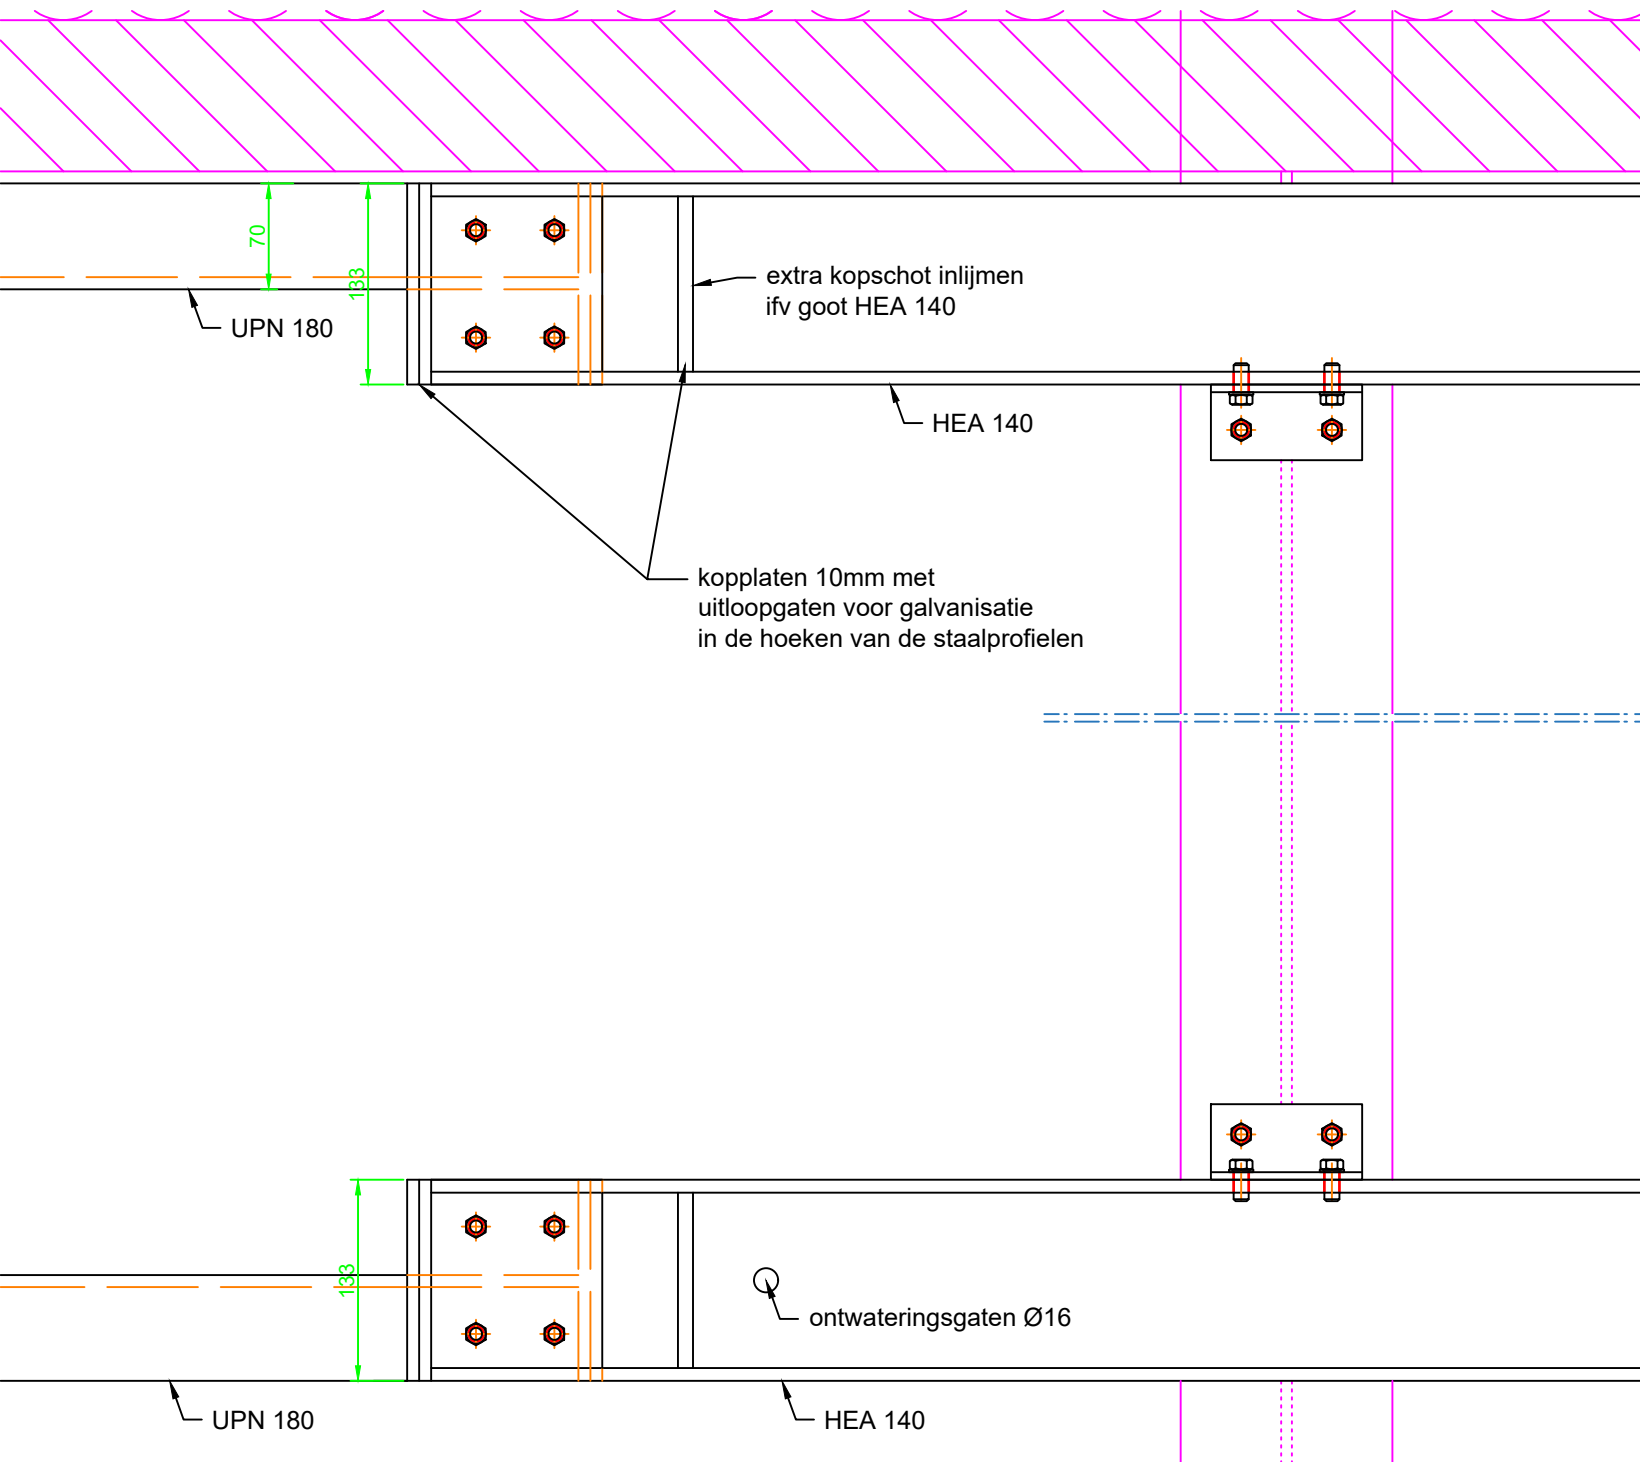 70
133
UPN 180
extra kopschot inlijmen
ifv goot HEA 140
HEA 140
kopplaten 10mm met
uitloopgaten voor galvanisatie
in de hoeken van de staalprofielen
133
ontwateringsgaten Ø16
UPN 180
HEA 140